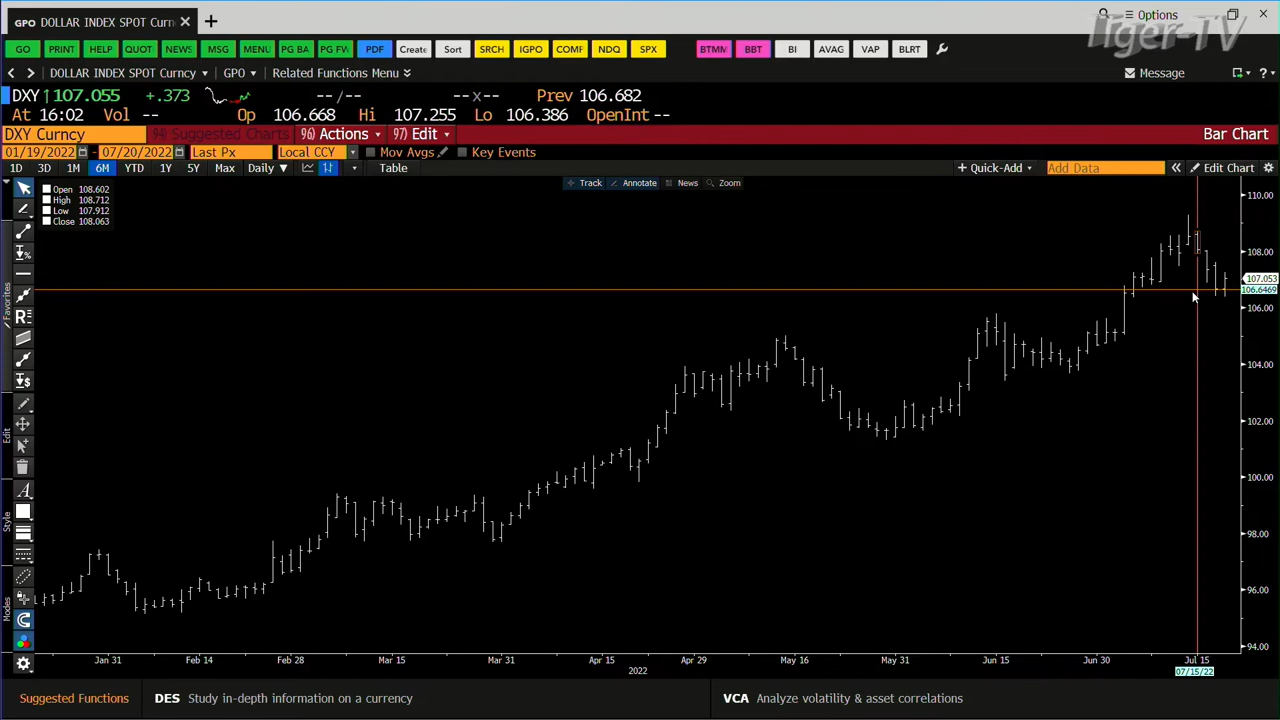 GPO DOLLAR INDEX SPOT Curn
Options
Tiger-TV
GO PRINT HELP QUOT NEWS MSG MENU PG BA PG FW PDF Create Sort SRCH IGPO COMF NDQ SPX BTMM BBT BI AVAG VAP BLRT
DOLLAR INDEX SPOT Curncy GPO Related Functions Menu Message ?
DXY ↑107.055 +.373 --/-- --x-- Prev 106.682
At 16:02 Vol -- Op 106.668 Hi 107.255 Lo 106.386 OpenInt --
DXY Curncy 94) Suggested Charts 96) Actions 97) Edit Bar Chart
01/19/2022 - 07/20/2022 Last Px Local CCY Mov Avgs Key Events
1D 3D 1M 6M YTD 1Y 5Y Max Daily ▼ Table + Quick-Add Add Data « Edit Chart
Track Annotate News Zoom
Open 108.602
High 108.712
Low 107.912
Close 108.063
110.00
108.00
107.053
106.6469
106.00
104.00
102.00
100.00
98.00
96.00
94.00
Favorites
Edit
Style
Modes
Jan 31 Feb 14 Feb 28 Mar 15 Mar 31 Apr 15 Apr 29 May 16 May 31 Jun 15 Jun 30 Jul 15
2022
07/15/22
Suggested Functions DES Study in-depth information on a currency VCA Analyze volatility & asset correlations